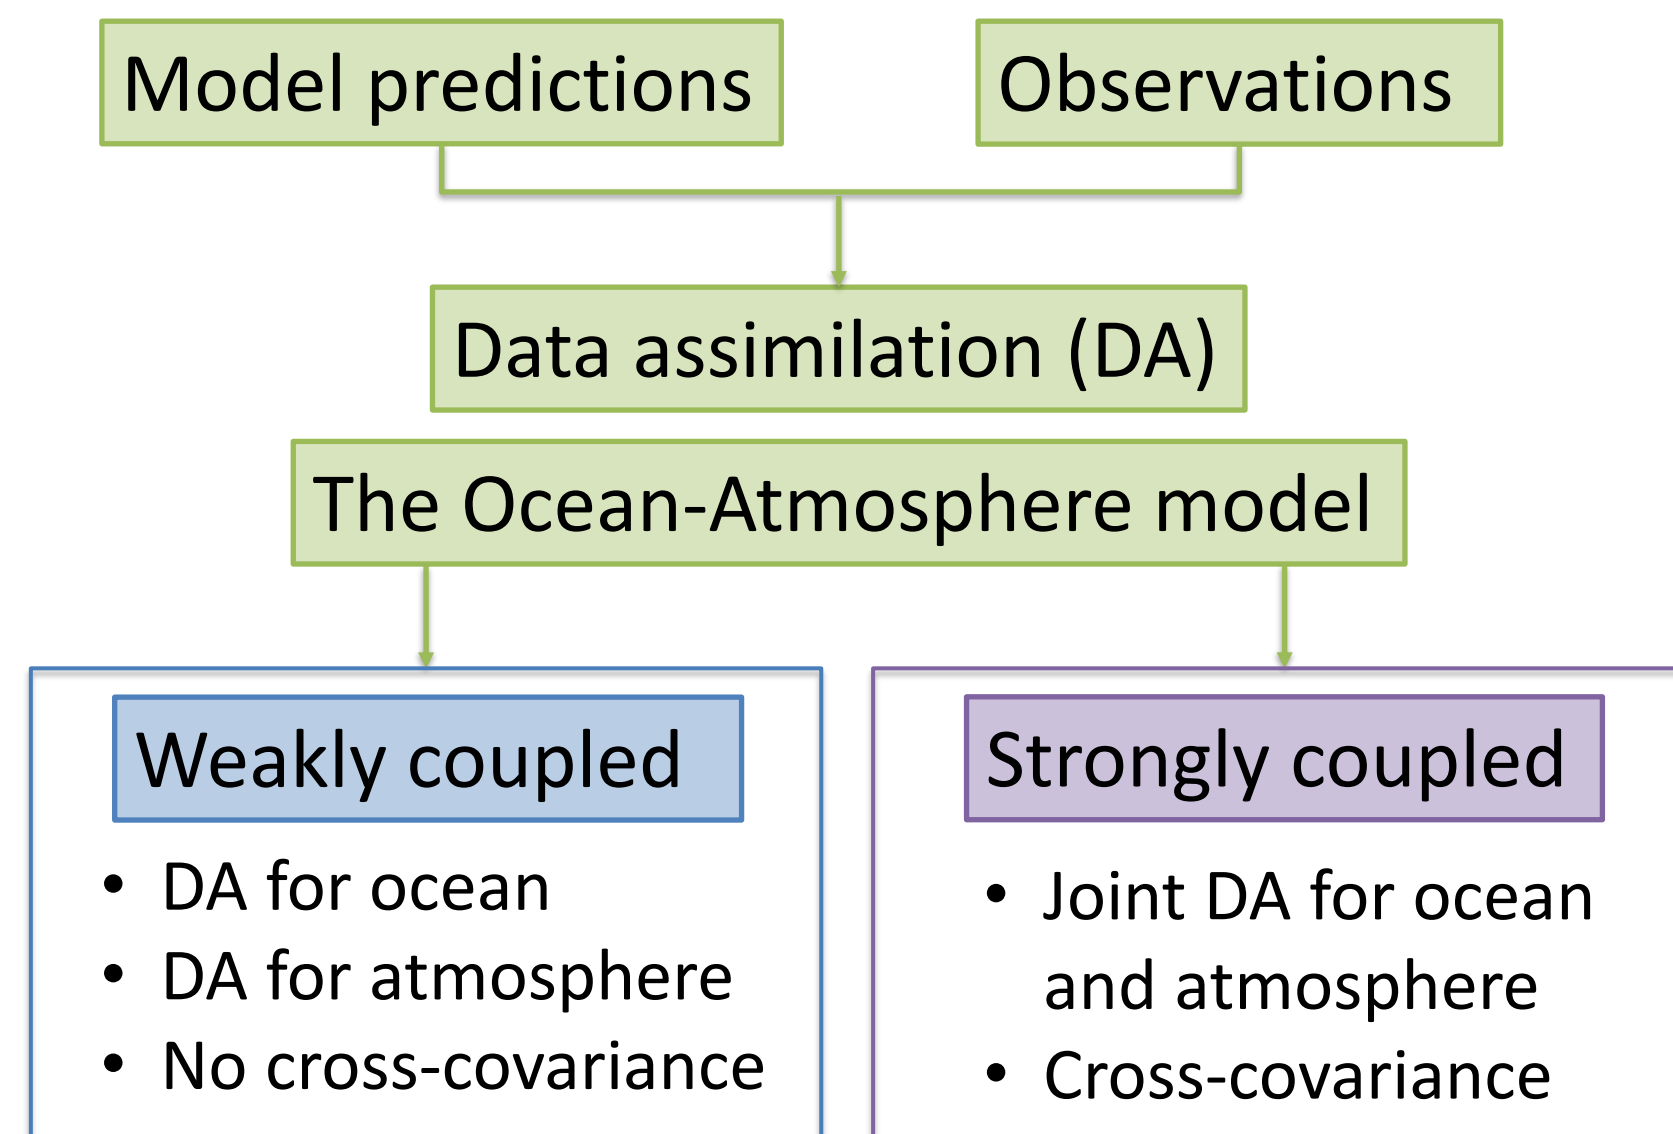 Model predictions
Observations
Data assimilation (DA)
The Ocean-Atmosphere model
Weakly coupled
• DA for ocean
• DA for atmosphere
• No cross-covariance
Strongly coupled
• Joint DA for ocean
and atmosphere
• Cross-covariance